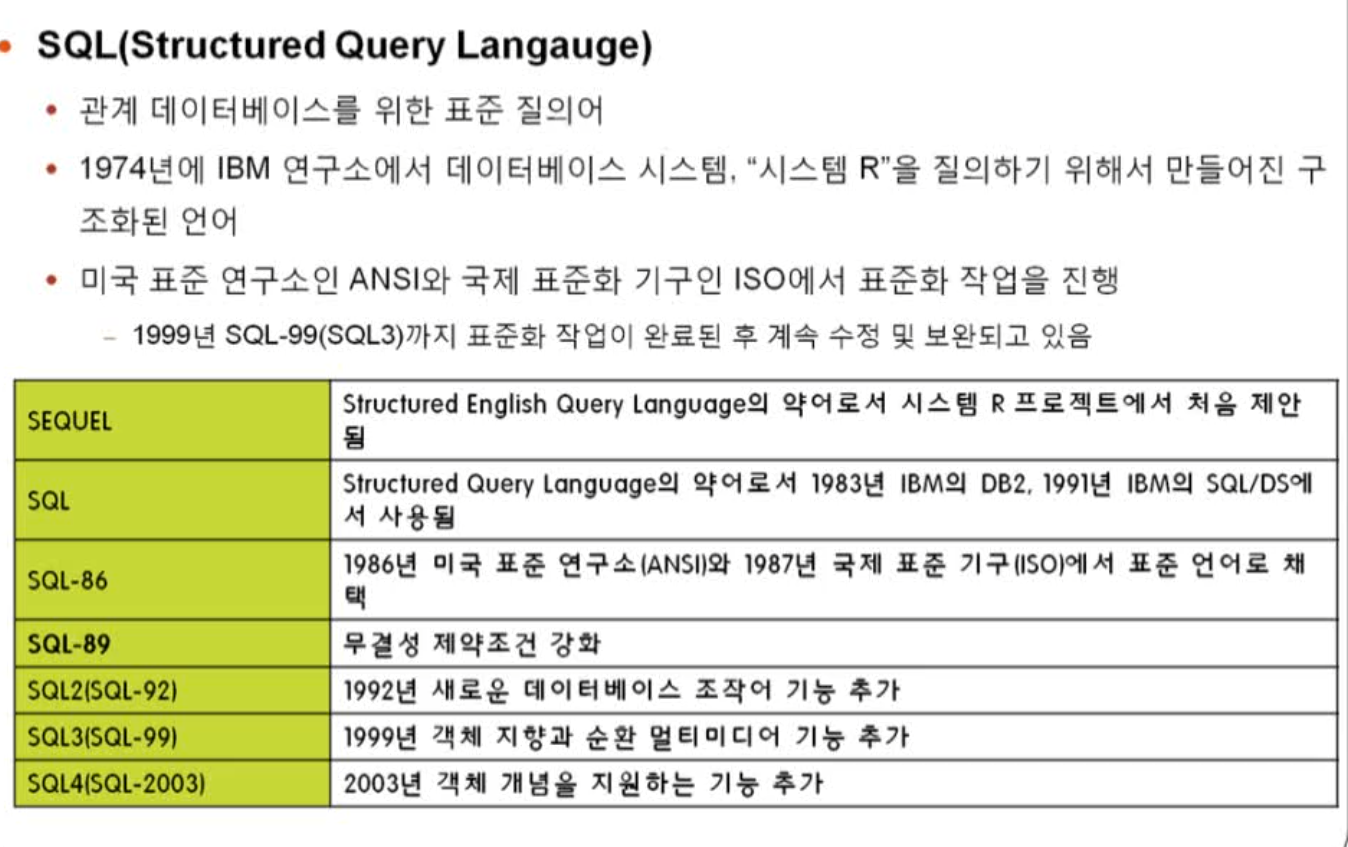 • SQL(Structured Query Langauge)
• 관계 데이터베이스를 위한 표준 질의어
• 1974년에 IBM 연구소에서 데이터베이스 시스템, “시스템 R”을 질의하기 위해서 만들어진 구
조화된 언어
• 미국 표준 연구소인 ANSI와 국제 표준화 기구인 ISO에서 표준화 작업을 진행
– 1999년 SQL-99(SQL3)까지 표준화 작업이 완료된 후 계속 수정 및 보완되고 있음
SEQUEL
Structured English Query Language의 약어로서 시스템 R 프로젝트에서 처음 제안
됨
SQL
Structured Query Language의 약어로서 1983년 IBM의 DB2, 1991년 IBM의 SQL/DS에
서 사용됨
SQL-86
1986년 미국 표준 연구소(ANSI)와 1987년 국제 표준 기구(ISO)에서 표준 언어로 채
택
SQL-89
무결성 제약조건 강화
SQL2(SQL-92)
1992년 새로운 데이터베이스 조작어 기능 추가
SQL3(SQL-99)
1999년 객체 지향과 순환 멀티미디어 기능 추가
SQL4(SQL-2003)
2003년 객체 개념을 지원하는 기능 추가